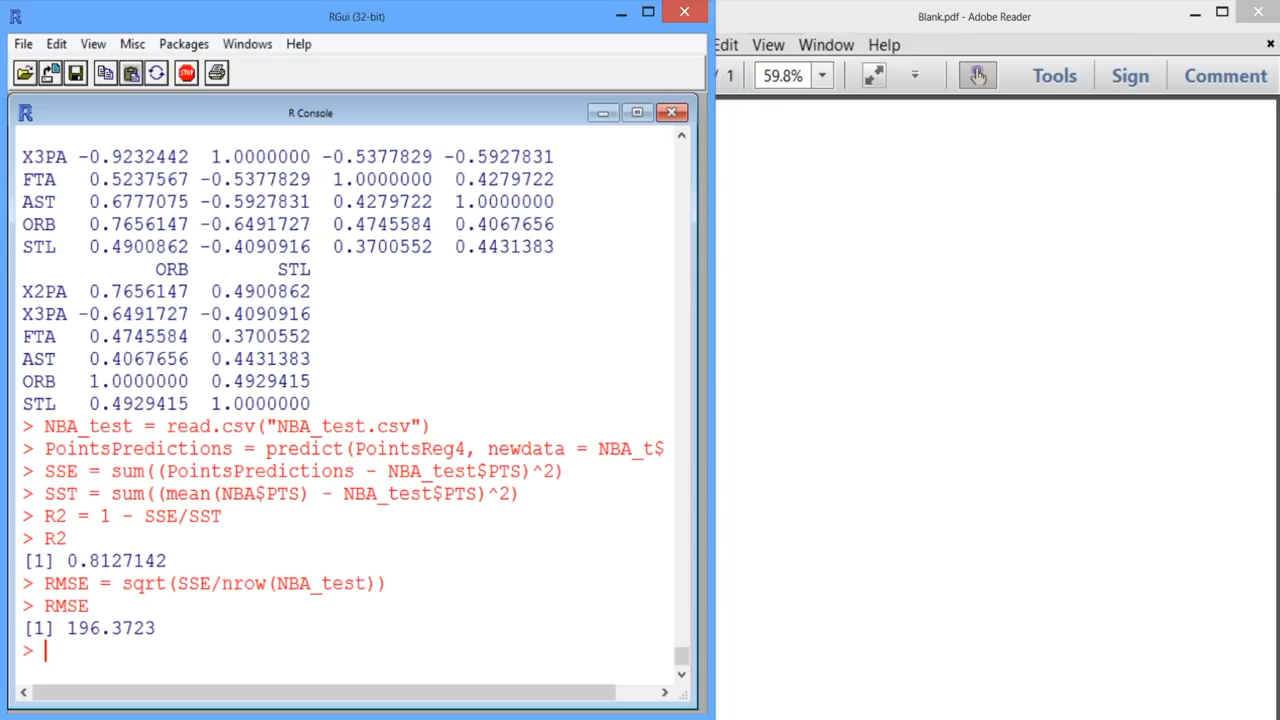 RGui (32-bit)
File Edit View Misc Packages Windows Help
STOP
R Console
X3PA -0.9232442 1.0000000 -0.5377829 -0.5927831
FTA 0.5237567 -0.5377829 1.0000000 0.4279722
AST 0.6777075 -0.5927831 0.4279722 1.0000000
ORB 0.7656147 -0.6491727 0.4745584 0.4067656
STL 0.4900862 -0.4090916 0.3700552 0.4431383
ORB STL
X2PA 0.7656147 0.4900862
X3PA -0.6491727 -0.4090916
FTA 0.4745584 0.3700552
AST 0.4067656 0.4431383
ORB 1.0000000 0.4929415
STL 0.4929415 1.0000000
> NBA_test = read.csv("NBA_test.csv")
> PointsPredictions = predict(PointsReg4, newdata = NBA_t$
> SSE = sum((PointsPredictions - NBA_test$PTS)^2)
> SST = sum((mean(NBA$PTS) - NBA_test$PTS)^2)
> R2 = 1 - SSE/SST
> R2
[1] 0.8127142
> RMSE = sqrt(SSE/nrow(NBA_test))
> RMSE
[1] 196.3723
>
Blank.pdf - Adobe Reader
Edit View Window Help
/ 1 59.8% Tools Sign Comment